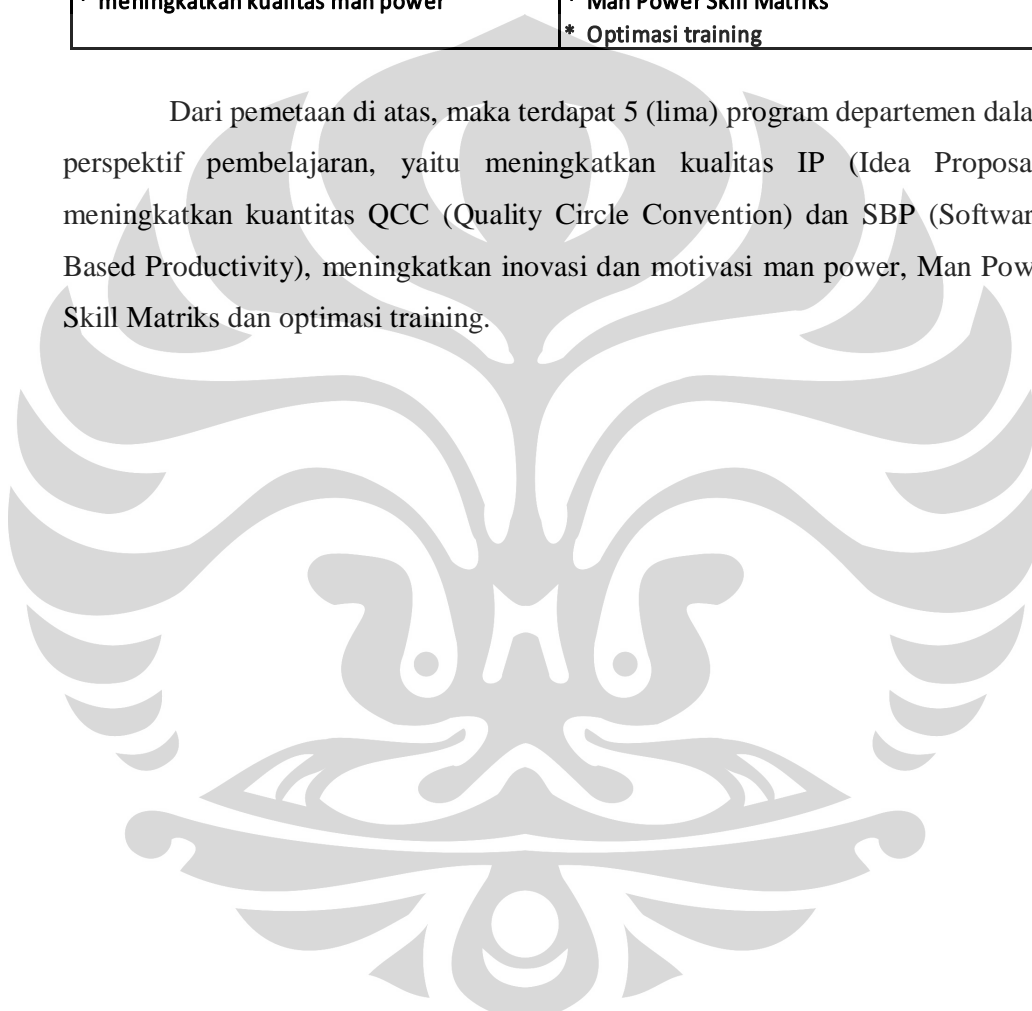 * meningkatkan kualitas man power
* Man Power Skill Matriks
* Optimasi training
Dari pemetaan di atas, maka terdapat 5 (lima) program departemen dala
perspektif pembelajaran, yaitu meningkatkan kualitas IP (Idea Proposa
meningkatkan kuantitas QCC (Quality Circle Convention) dan SBP (Softwar
Based Productivity), meningkatkan inovasi dan motivasi man power, Man Pow
Skill Matriks dan optimasi training.